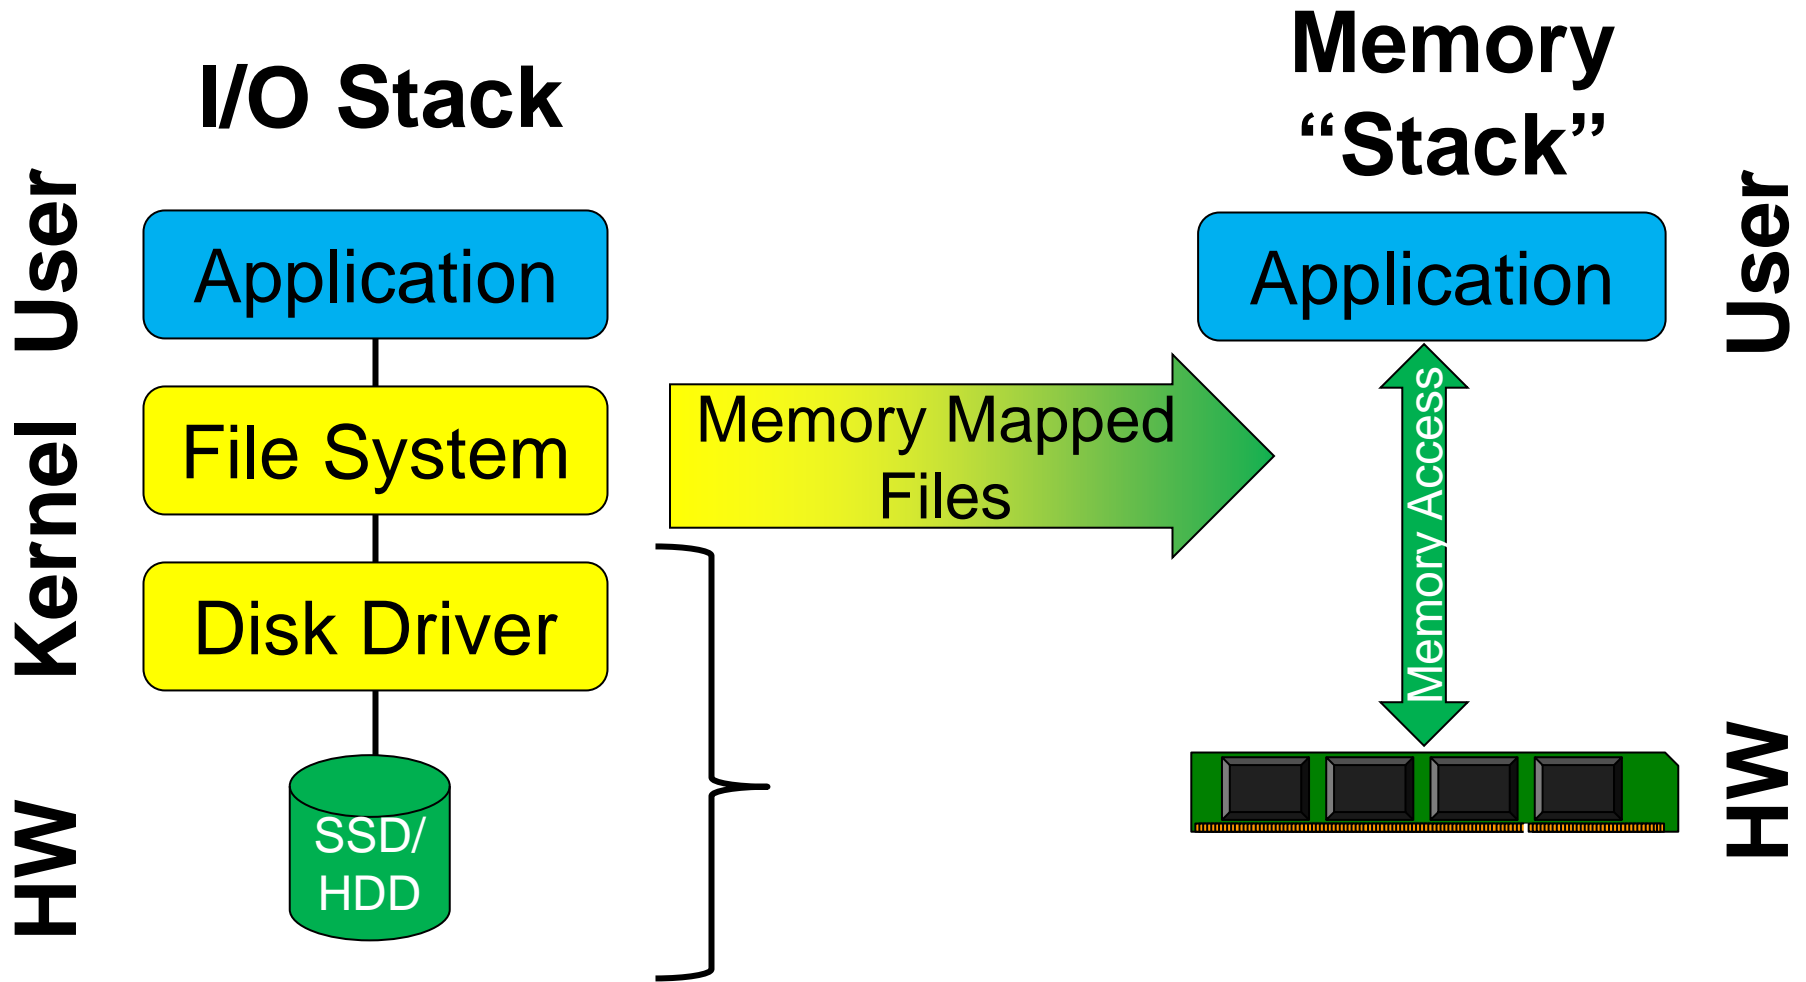 I/O Stack
Memory
“Stack”
User
Application
Application
User
Kernel
File System
Memory Mapped
Files
Memory Access
Disk Driver
HW
SSD/
HDD
HW